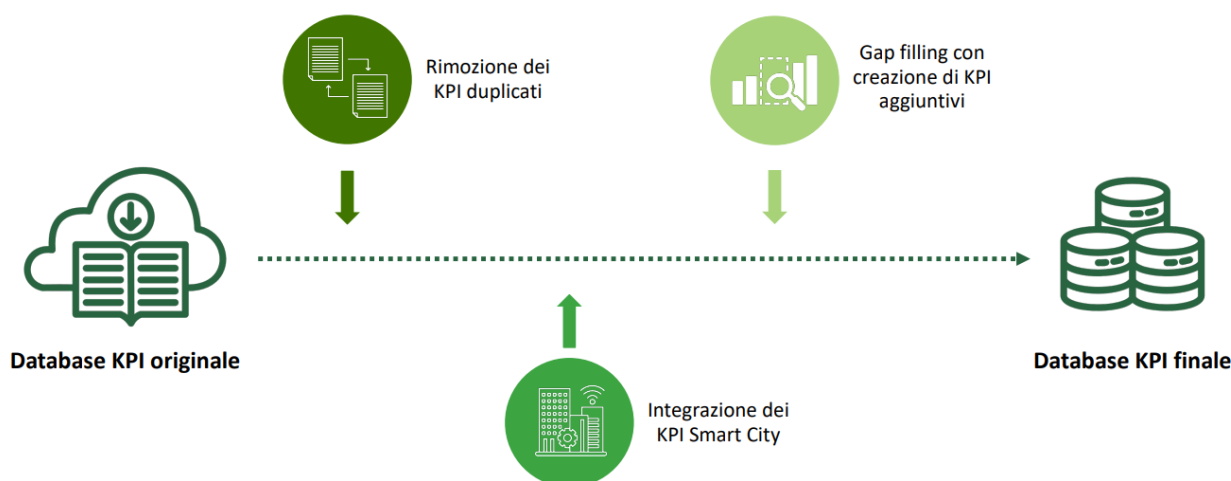 Rimozione dei
KPI duplicati
Gap filling con
creazione di KPI
aggiuntivi
Database KPI originale
Database KPI finale
Integrazione dei
KPI Smart City